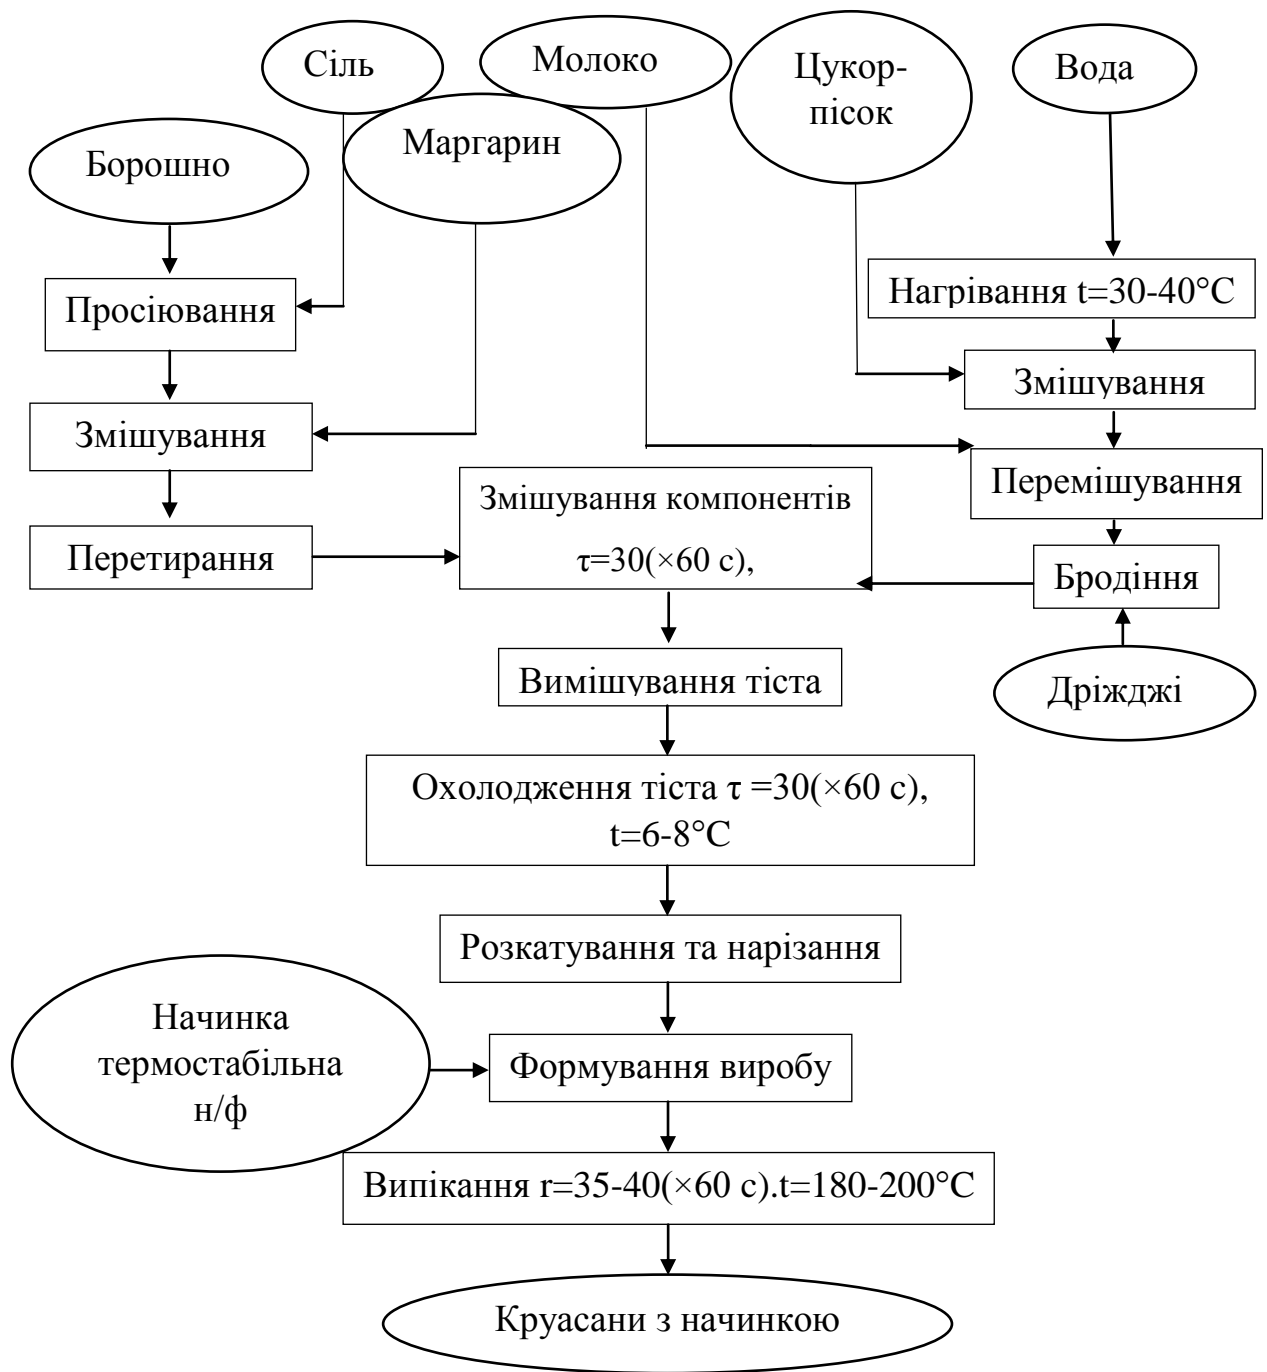 Сіль
Молоко
Цукор-
пісок
Вода
Маргарин
Борошно
Просіювання
Нагрівання t=30-40°C
Змішування
Змішування
Перемішування
Змішування компонентів
τ=30(×60 с),
Перетирання
Бродіння
Вимішування тіста
Дріжджі
Охолодження тіста τ =30(×60 с),
t=6-8°C
Розкатування та нарізання
Начинка
термостабільна
н/ф
Формування виробу
Випікання r=35-40(×60 с).t=180-200°C
Круасани з начинкою